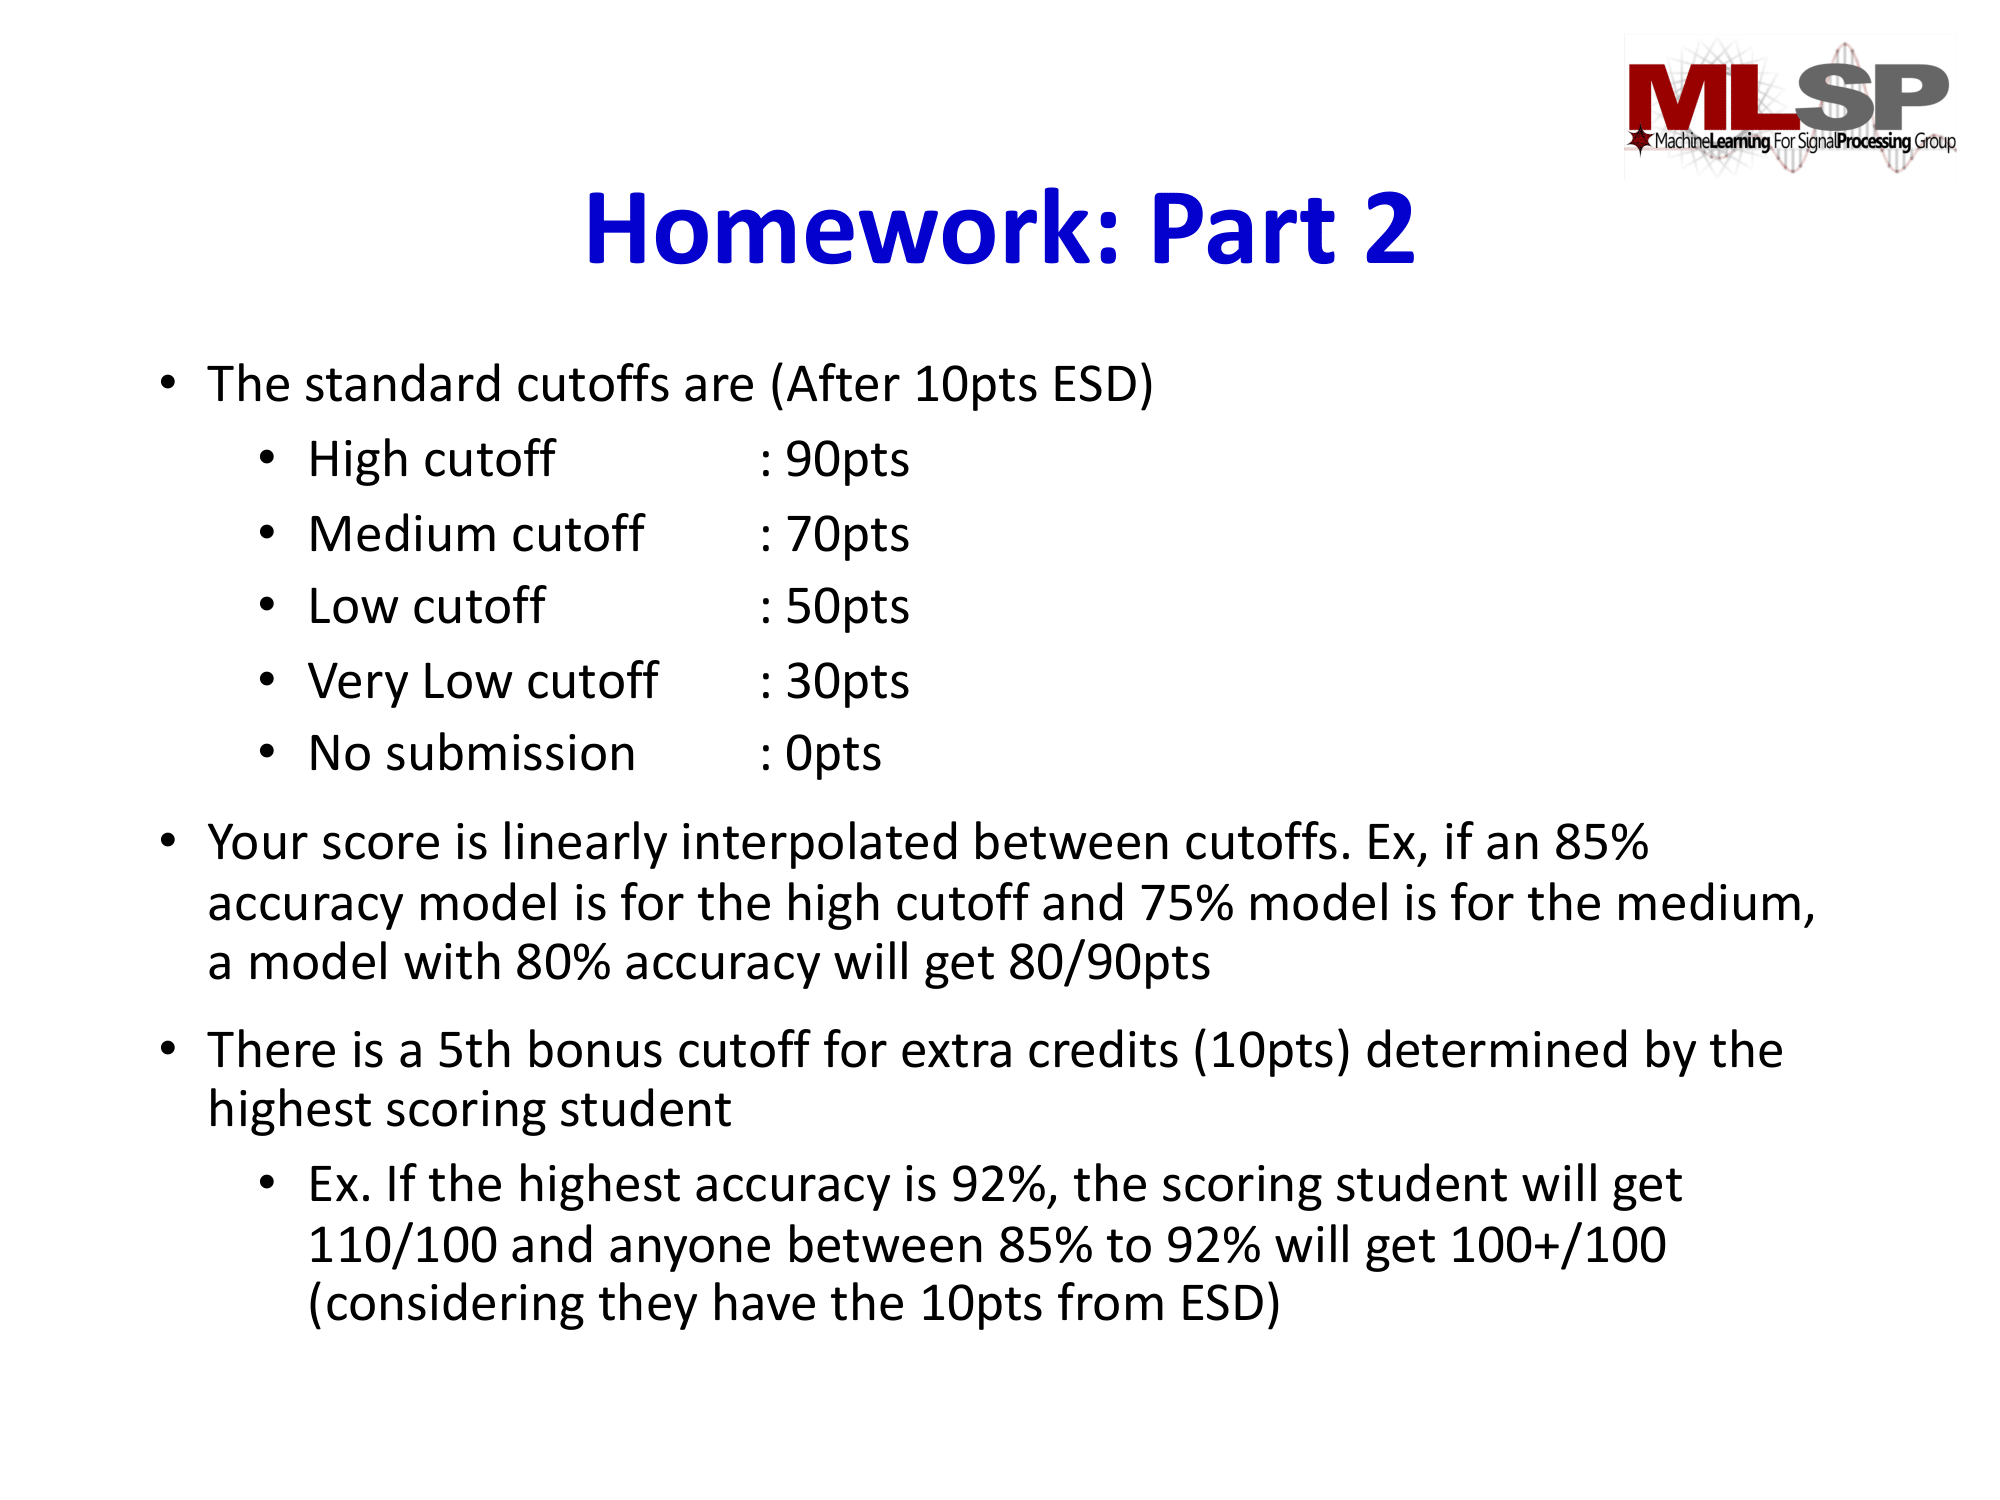 MLSP
MachineLearning For SignalProcessing Group
Homework: Part 2
• The standard cutoffs are (After 10pts ESD)
• High cutoff : 90pts
• Medium cutoff : 70pts
• Low cutoff : 50pts
• Very Low cutoff : 30pts
• No submission : 0pts
• Your score is linearly interpolated between cutoffs. Ex, if an 85%
accuracy model is for the high cutoff and 75% model is for the medium,
a model with 80% accuracy will get 80/90pts
• There is a 5th bonus cutoff for extra credits (10pts) determined by the
highest scoring student
• Ex. If the highest accuracy is 92%, the scoring student will get
110/100 and anyone between 85% to 92% will get 100+/100
(considering they have the 10pts from ESD)